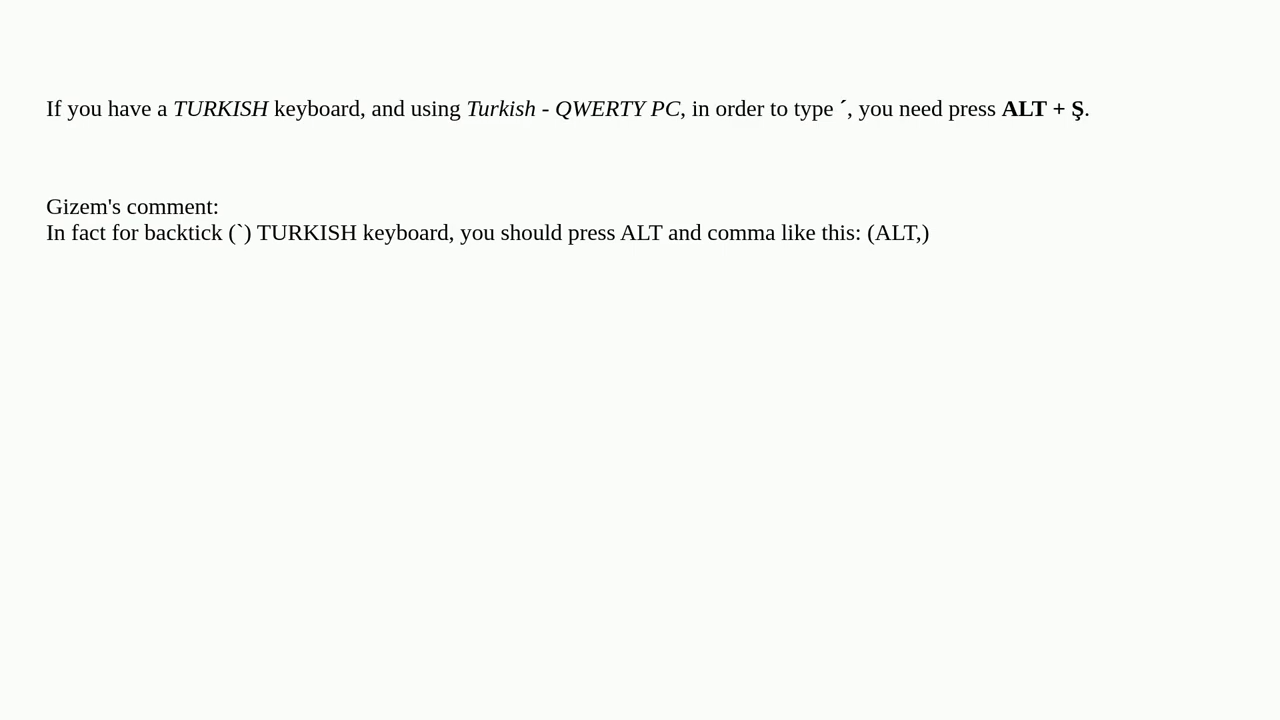 If you have a TURKISH keyboard, and using Turkish - QWERTY PC, in order to type ´, you need press ALT + Ş.
Gizem's comment:
In fact for backtick (`) TURKISH keyboard, you should press ALT and comma like this: (ALT,)